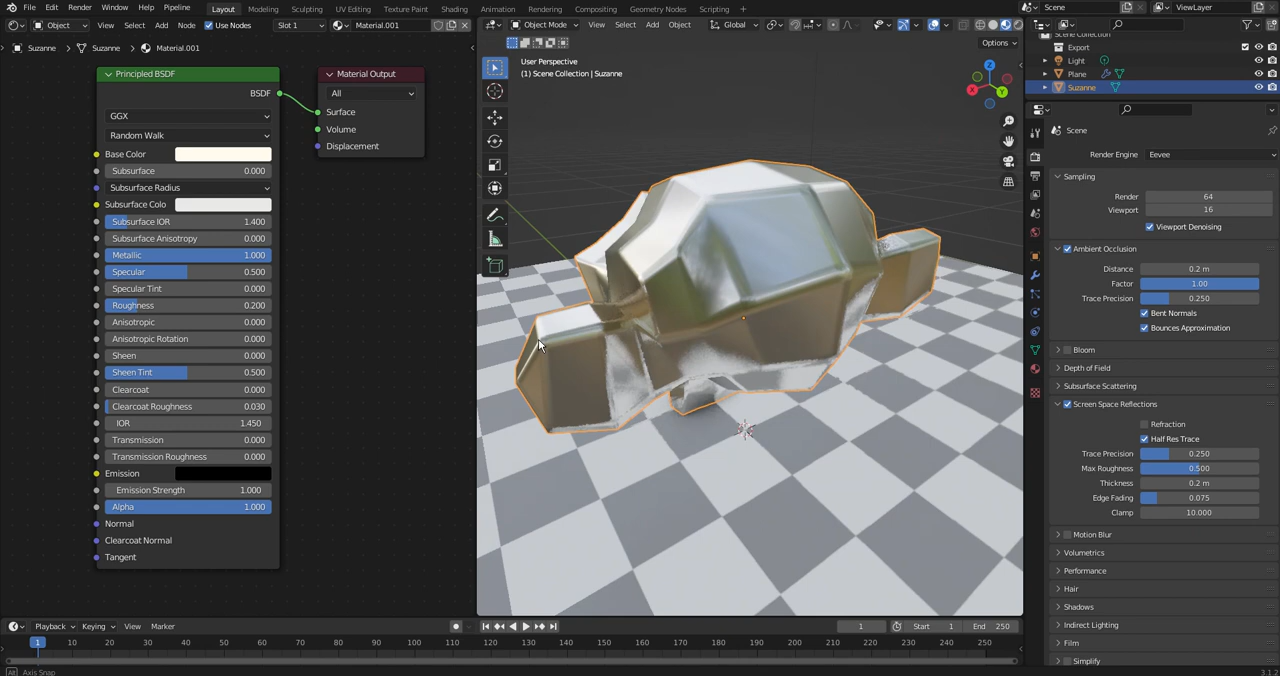 File Edit Render Window Help Pipeline Layout Modeling Sculpting UV Editing Texture Paint Shading Animation Rendering Compositing Geometry Nodes Scripting + Scene ViewLayer
Object View Select Add Node Use Nodes Slot 1 Material.001
Object Mode View Select Add Object Global
Suzanne > Suzanne > Material.001
Options
User Perspective
(1) Scene Collection | Suzanne
Z
X
Y
Scene Collection
Export
Light
Plane
Suzanne
Principled BSDF
BSDF
GGX
Random Walk
Base Color
Subsurface 0.000
Subsurface Radius
Subsurface Colo
Subsurface IOR 1.400
Subsurface Anisotropy 0.000
Metallic 1.000
Specular 0.500
Specular Tint 0.000
Roughness 0.200
Anisotropic 0.000
Anisotropic Rotation 0.000
Sheen 0.000
Sheen Tint 0.500
Clearcoat 0.000
Clearcoat Roughness 0.030
IOR 1.450
Transmission 0.000
Transmission Roughness 0.000
Emission
Emission Strength 1.000
Alpha 1.000
Normal
Clearcoat Normal
Tangent
Material Output
All
Surface
Volume
Displacement
Scene
Render Engine Eevee
Sampling
Render 64
Viewport 16
Viewport Denoising
Ambient Occlusion
Distance 0.2 m
Factor 1.00
Trace Precision 0.250
Bent Normals
Bounces Approximation
Bloom
Depth of Field
Subsurface Scattering
Screen Space Reflections
Refraction
Half Res Trace
Trace Precision 0.250
Max Roughness 0.500
Thickness 0.2 m
Edge Fading 0.075
Clamp 10.000
Motion Blur
Volumetrics
Performance
Hair
Shadows
Indirect Lighting
Film
Simplify
Playback Keying View Marker 1 Start 1 End 250
1 10 20 30 40 50 60 70 80 90 100 110 120 130 140 150 160 170 180 190 200 210 220 230 240 250
Alt Axis Snap 3.1.2